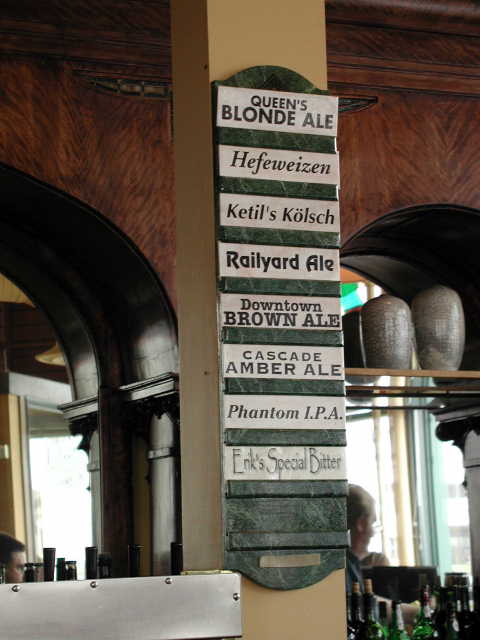 QUEEN'S
BLONDE ALE
Hefeweizen
Ketil's Kölsch
Railyard Ale
DOWNTOWN
BROWN ALE
CASCADE
AMBER ALE
Phantom I.P.A.
Erik's Special Bitter